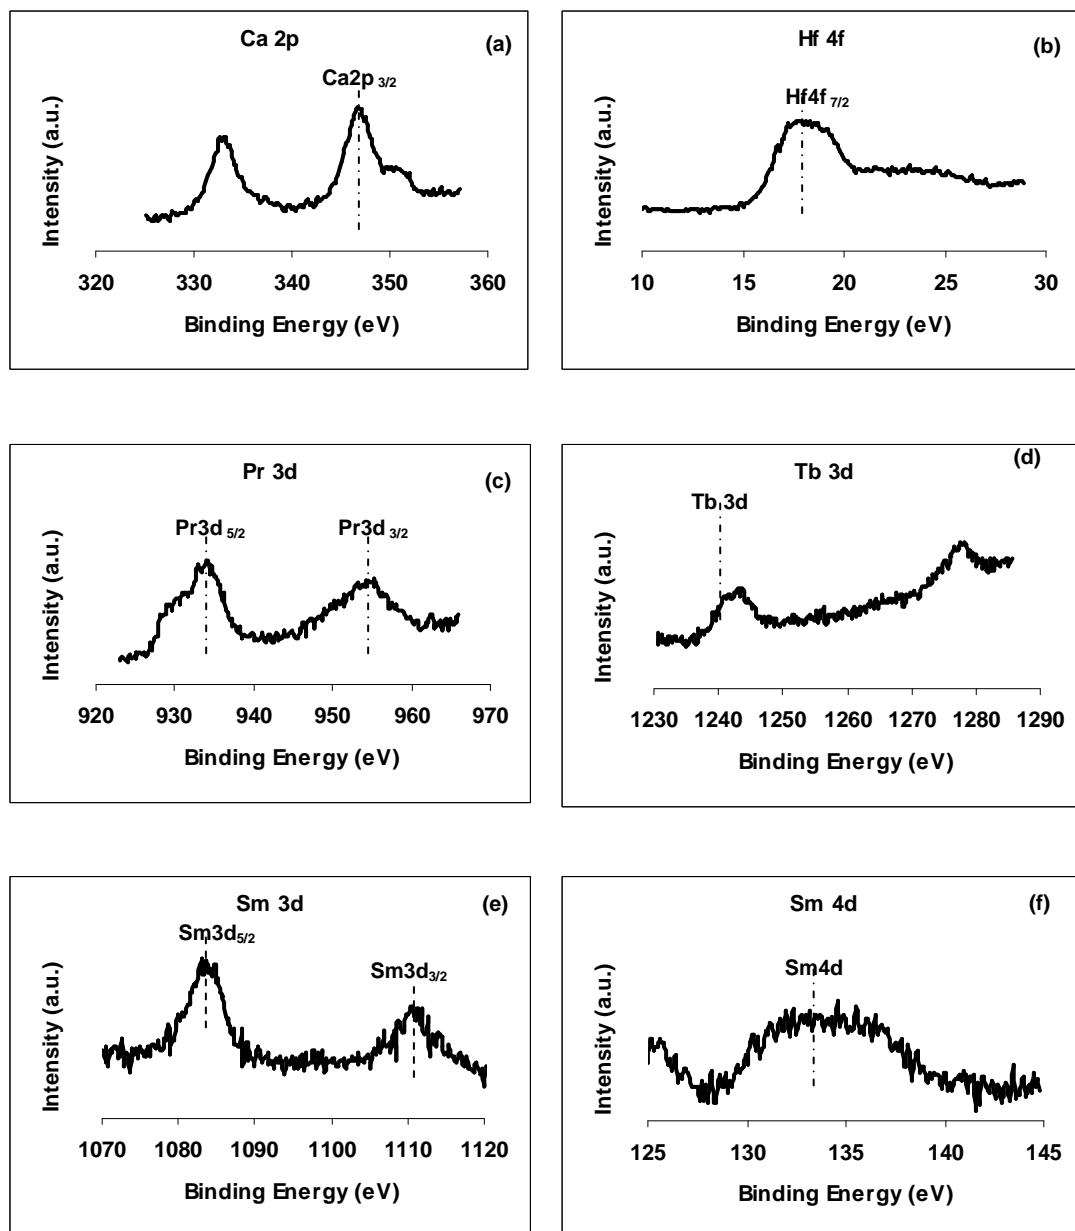 Ca 2p
(a)
Ca2p 3/2
Intensity (a.u.)
320 330 340 350 360
Binding Energy (eV)
Hf 4f
(b)
Hf4f 7/2
Intensity (a.u.)
10 15 20 25 30
Binding Energy (eV)
Pr 3d
(c)
Pr3d 5/2 Pr3d 3/2
Intensity (a.u.)
920 930 940 950 960 970
Binding Energy (eV)
(d)
Tb 3d
Tb 3d
Intensity (a.u.)
1230 1240 1250 1260 1270 1280 1290
Binding Energy (eV)
Sm 3d
(e)
Sm3d5/2
Sm3d3/2
Intensity (a.u.)
1070 1080 1090 1100 1110 1120
Binding Energy (eV)
Sm 4d
(f)
Sm4d
Intensity (a.u.)
125 130 135 140 145
Binding Energy (eV)